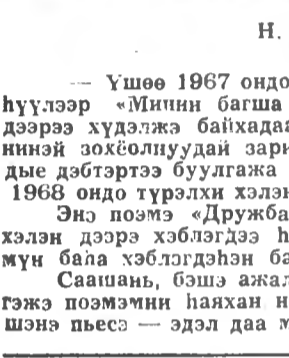 Н.
— Үшөө 1967 ондо
һүүлээр «Минии багша
дээрээ хүдэлжэ байхадаа
нинэй зохёолнуудай зари
дые дэбтэртээ буулгажа
1968 ондо түрэлхи хэлэн
Энэ поэмэ «Дружба
хэлэн дээрэ хэблэгдээ һ
мүн баһа хэблэгдэһэн ба
Саашань, бэшэ ажал
гэжэ поэмэмни һаяхан н
шэнэ пьесэ — эдэл даа м